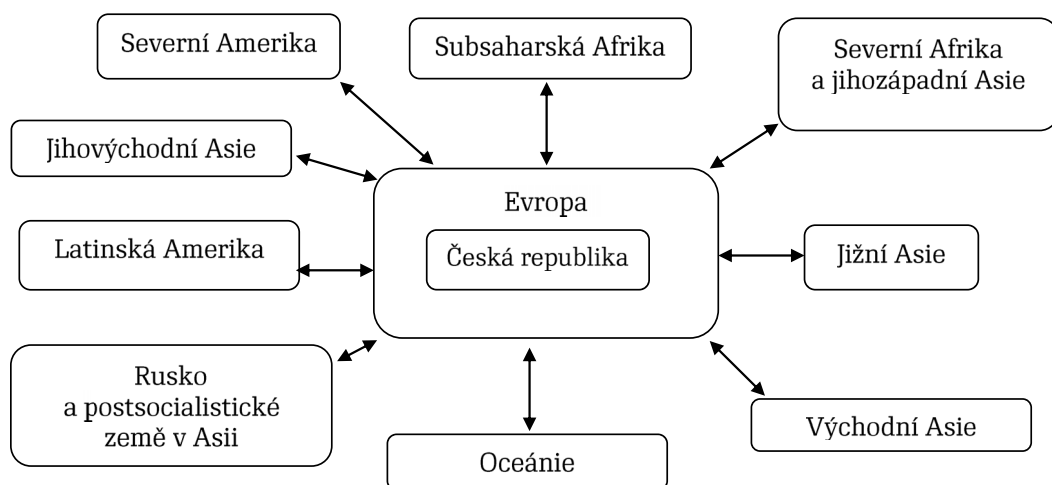 Severní Amerika
Subsaharská Afrika
Severní Afrika
a jihozápadní Asie
Jihovýchodní Asie
Evropa
Latinská Amerika
Česká republika
Jižní Asie
Rusko
a postsocialistické
země v Asii
Východní Asie
Oceánie